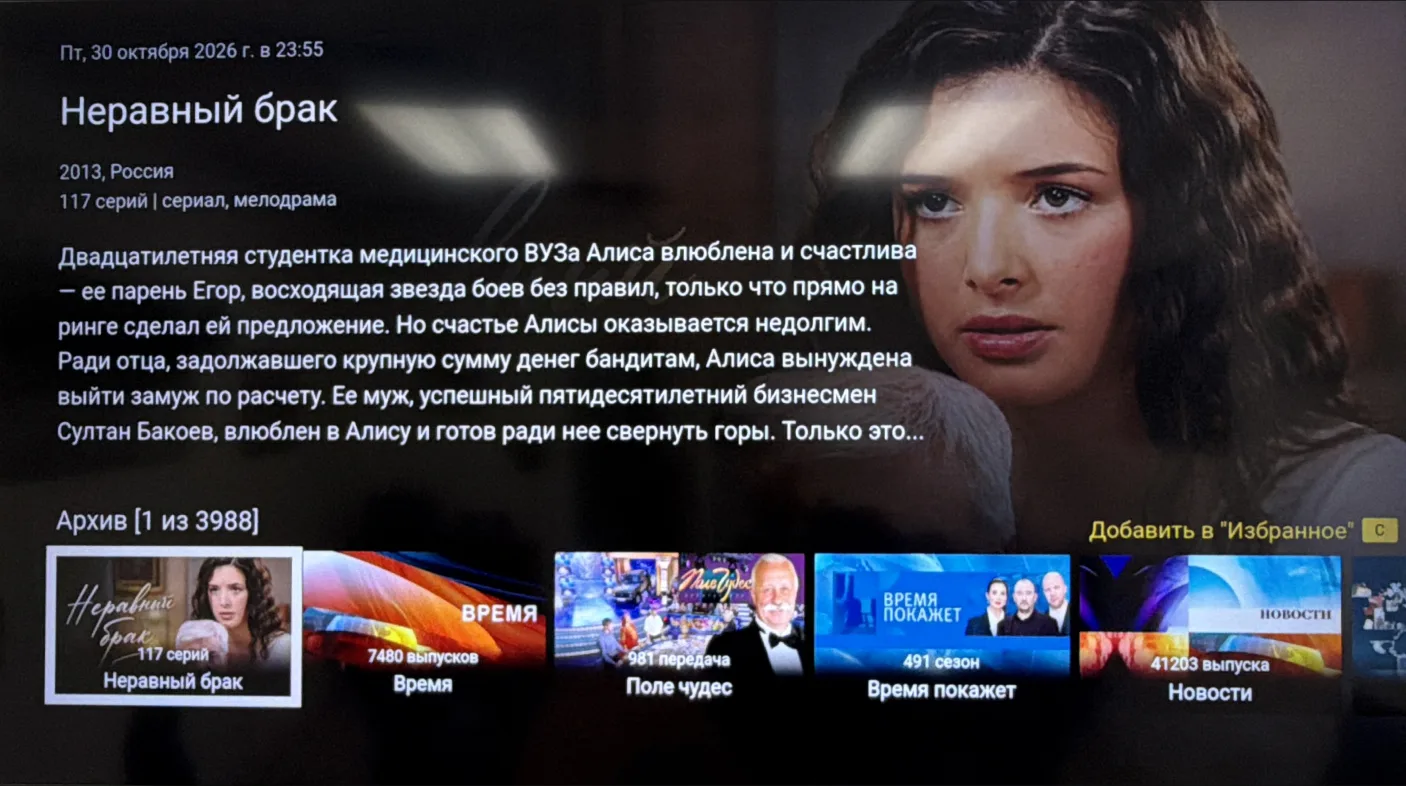 Пт, 30 октября 2026 г. в 23:55
Неравный брак
2013, Россия
117 серий | сериал, мелодрама
Двадцатилетняя студентка медицинского ВУЗа Алиса влюблена и счастлива
— ее парень Егор, восходящая звезда боев без правил, только что прямо на
ринге сделал ей предложение. Но счастье Алисы оказывается недолгим.
Ради отца, задолжавшего крупную сумму денег бандитам, Алиса вынуждена
выйти замуж по расчету. Ее муж, успешный пятидесятилетний бизнесмен
Султан Бакоев, влюблен в Алису и готов ради нее свернуть горы. Только это...
Архив [1 из 3988]
Добавить в "Избранное" C
Неравный
брак
117 серий
Неравный брак
ВРЕМЯ
7480 выпусков
Время
Поле Чудес
981 передача
Поле чудес
ВРЕМЯ
ПОКАЖЕТ
491 сезон
Время покажет
НОВОСТИ
41203 выпуска
Новости